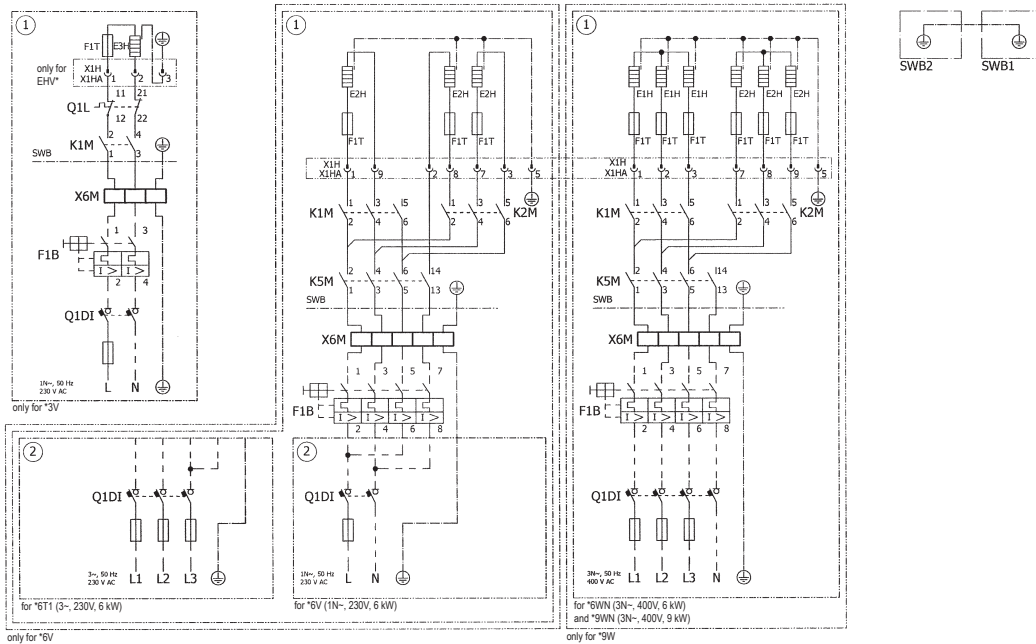 1
F1T E3H
only for
EHV*
X1H
X1HA 1 2 3
11 21
Q1L
12 22
2 4
K1M
1 3
SWB
X6M
1 3
F1B
I > I >
2 4
Q1DI
1N~, 50 Hz
230 V AC
L N
only for *3V
1
E2H E2H E2H
F1T F1T F1T
X1H
X1HA 1 9 2 8 7 3 5
1 3 5 1 3 5
K1M K2M
2 4 6 2 4 6
2 4 6 14
K5M
1 3 5 13
SWB
X6M
1 3 5 7
F1B
I > I > I > I >
2 4 6 8
2
Q1DI
3~, 50 Hz
230 V AC
L1 L2 L3
for *6T1 (3~, 230V, 6 kW)
2
Q1DI
1N~, 50 Hz
230 V AC
L N
for *6V (1N~, 230V, 6 kW)
only for *6V
1
E1H E1H E1H E2H E2H E2H
F1T F1T F1T F1T F1T F1T
X1H
X1HA 1 2 3 7 8 9 5
1 3 5 1 3 5
K1M K2M
2 4 6 2 4 6
2 4 6 14
K5M
1 3 5 13
SWB
X6M
1 3 5 7
F1B
I > I > I > I >
2 4 6 8
Q1DI
3N~, 50 Hz
400 V AC
L1 L2 L3 N
for *6WN (3N~, 400V, 6 kW)
and *9WN (3N~, 400V, 9 kW)
only for *9W
SWB2 SWB1